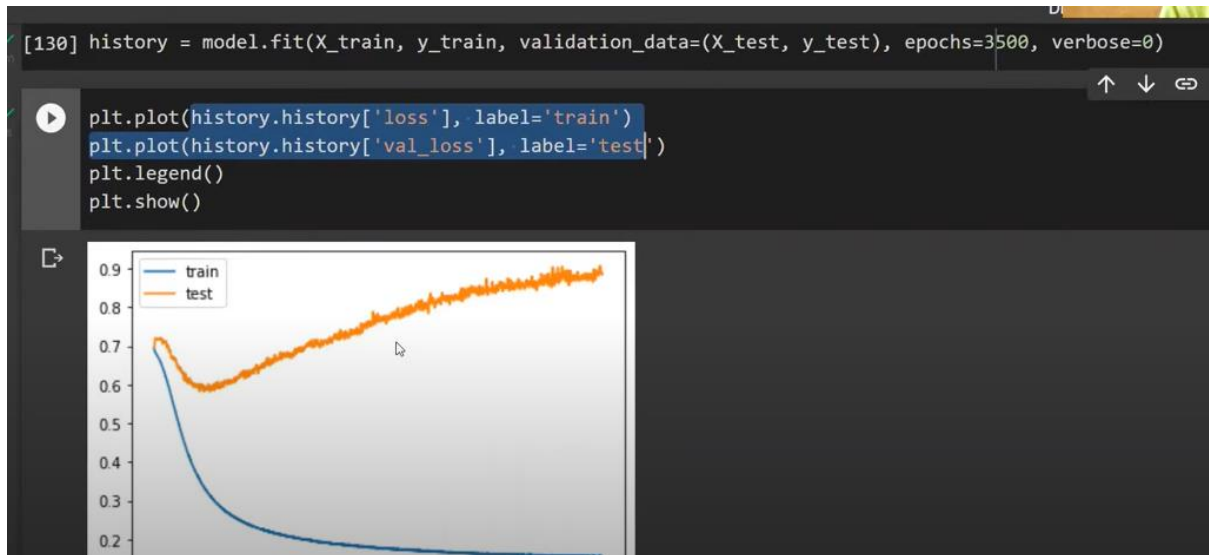 [130] history = model.fit(X_train, y_train, validation_data=(X_test, y_test), epochs=3500, verbose=0)
plt.plot(history.history['loss'], label='train')
plt.plot(history.history['val_loss'], label='test')
plt.legend()
plt.show()
0.9
train
test
0.8
0.7
0.6
0.5
0.4
0.3
0.2